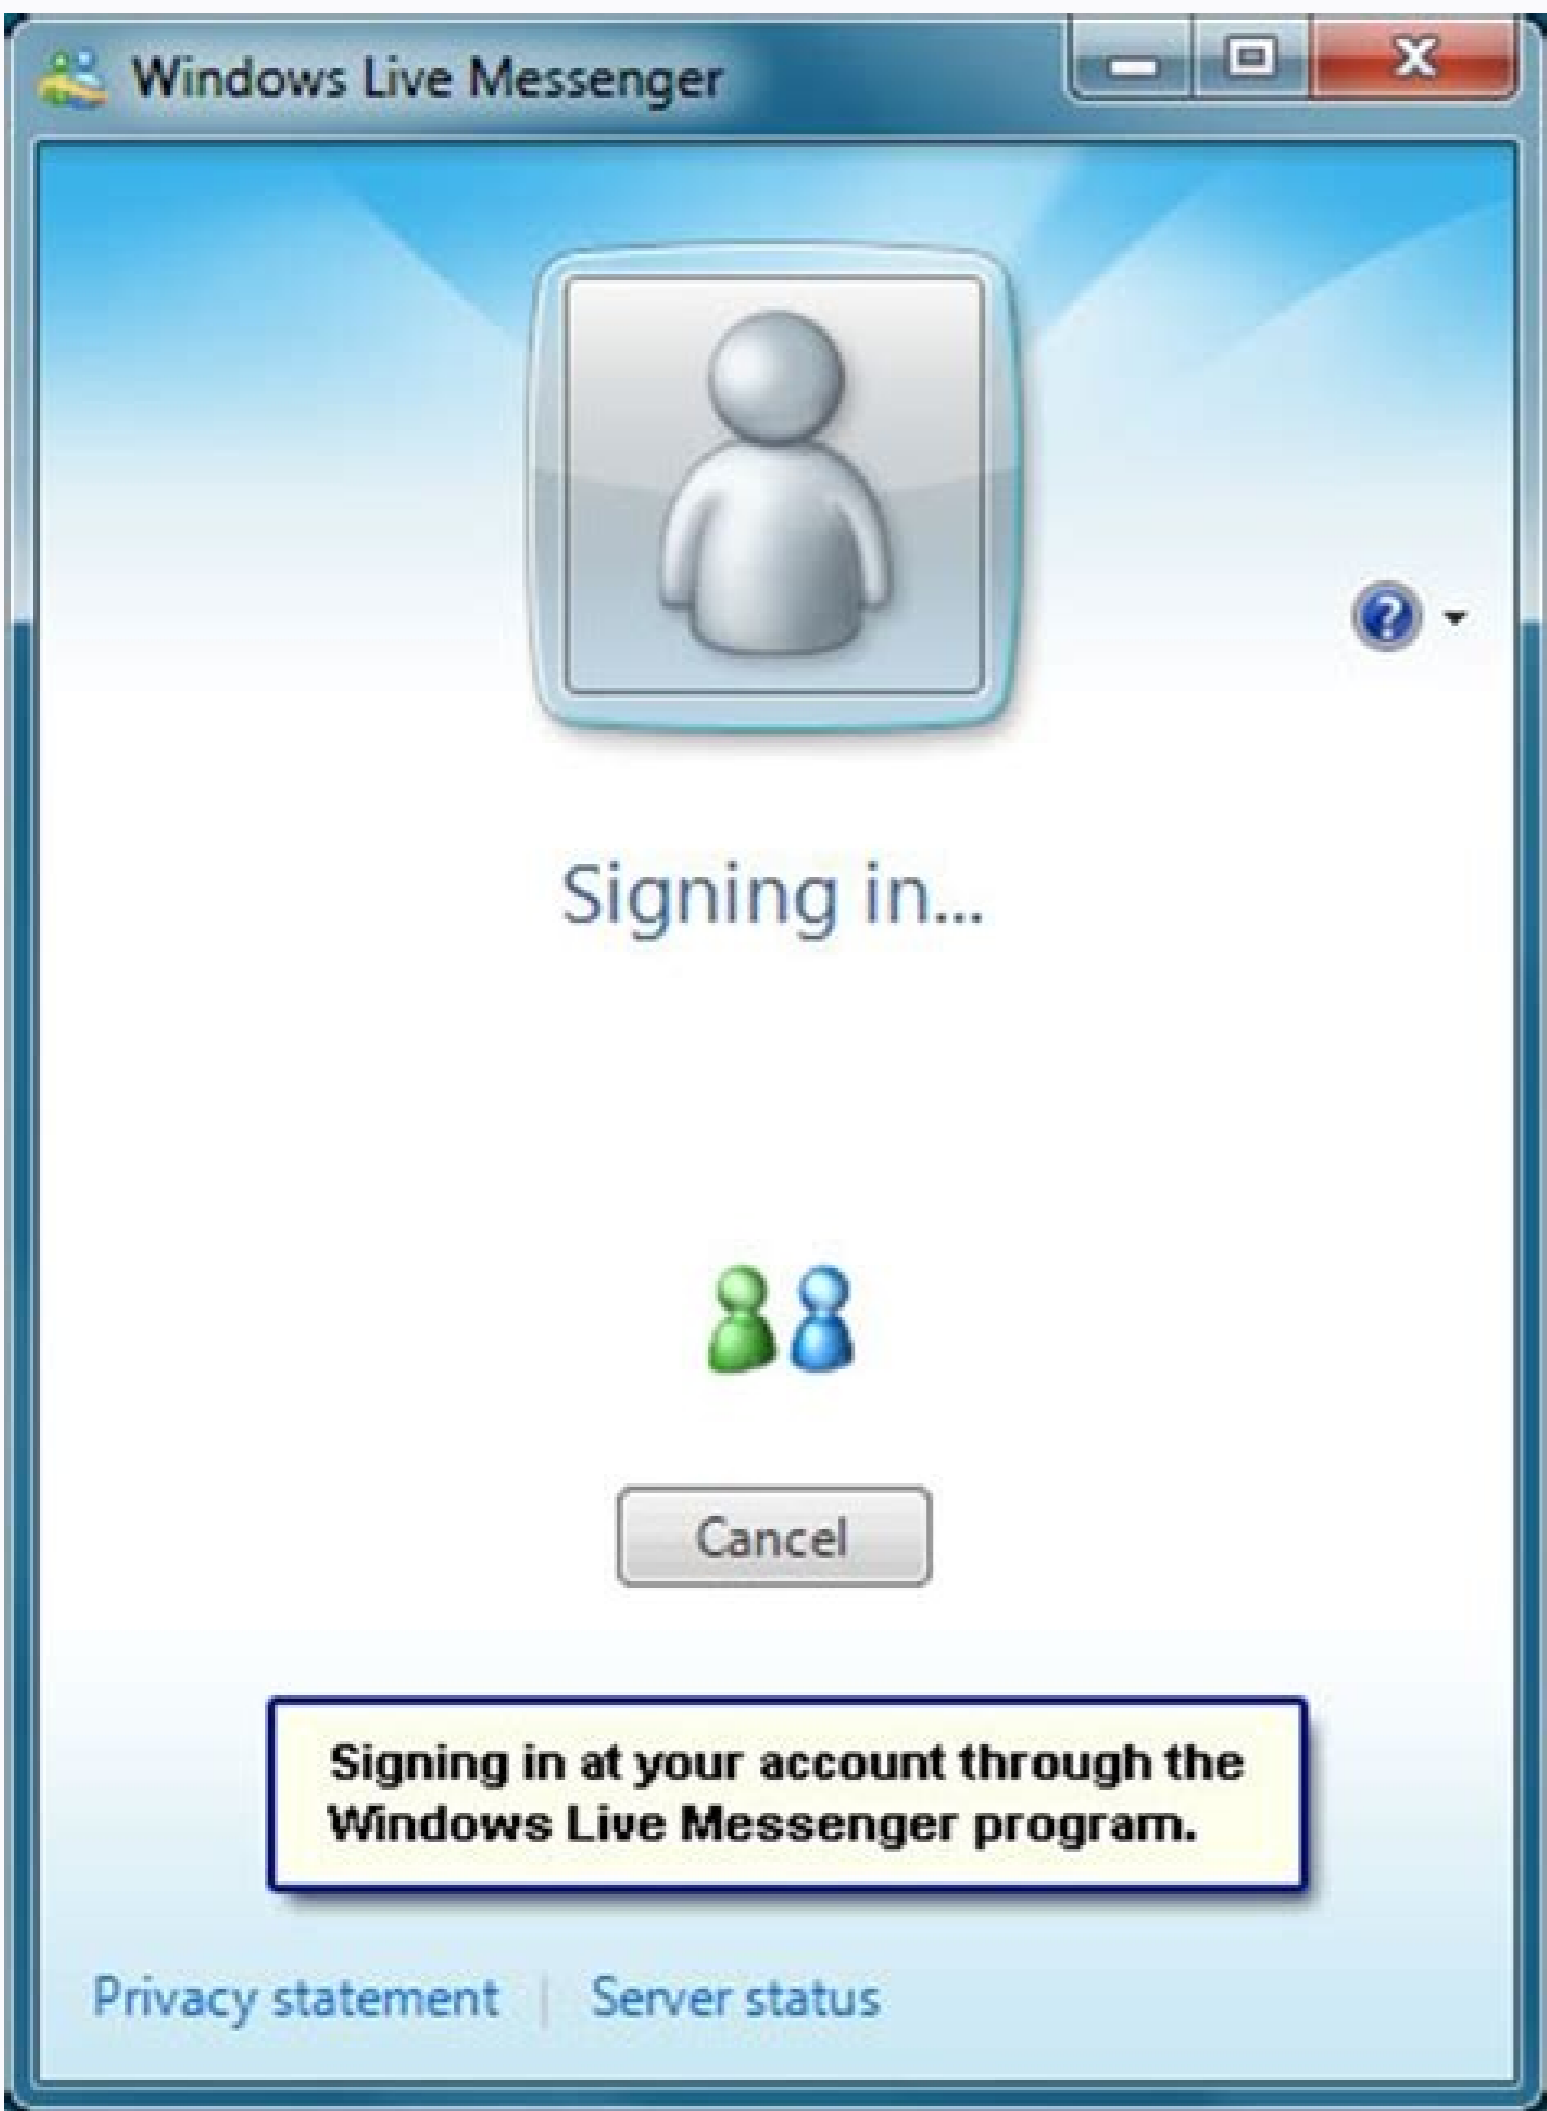 Windows Live Messenger
Signing in...
Cancel
Signing in at your account through the
Windows Live Messenger program.
Privacy statement | Server status